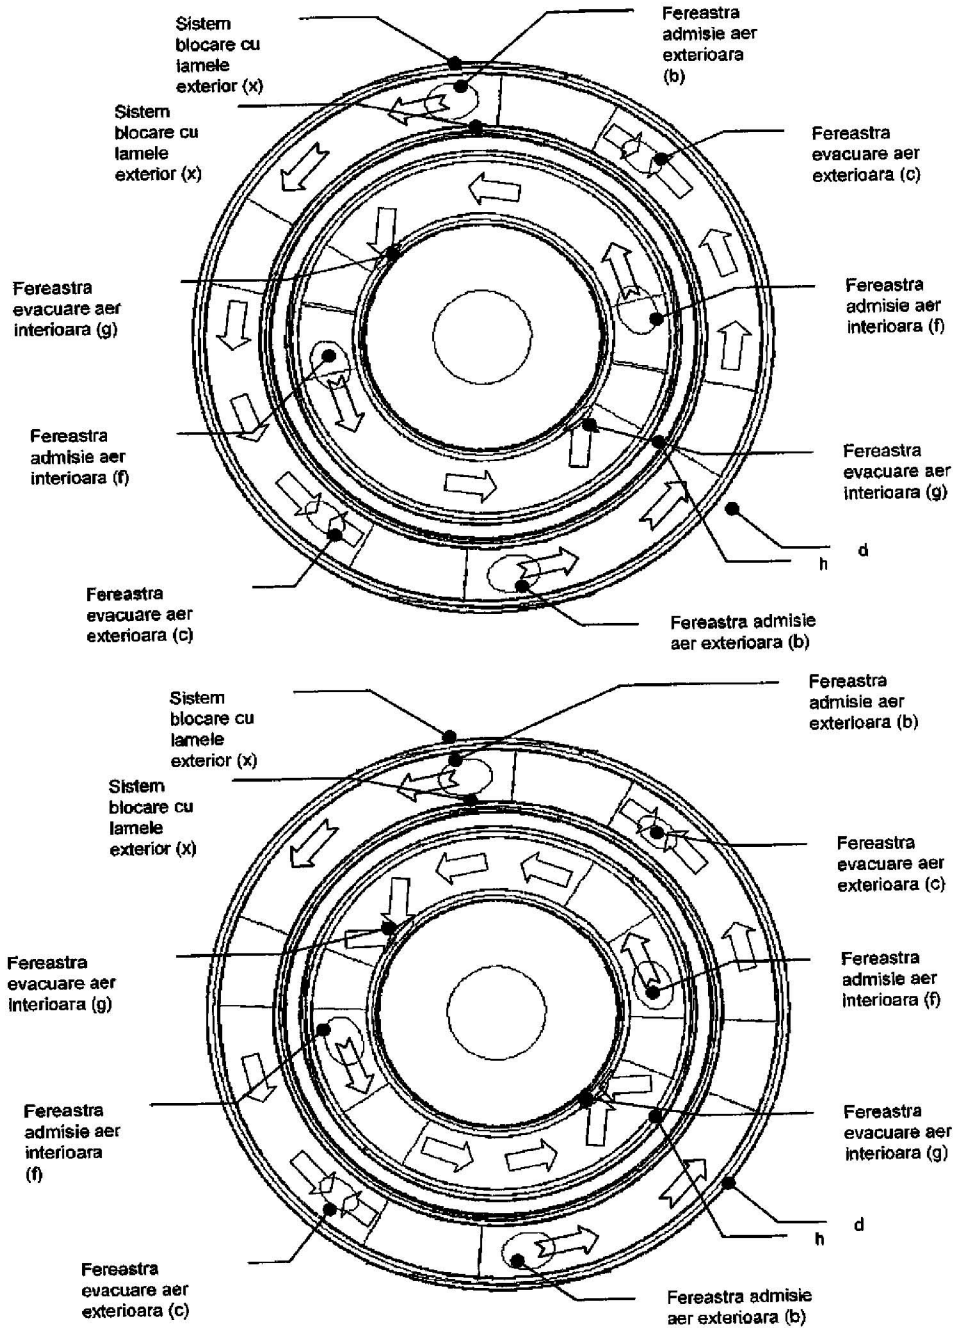 Sistem
blocare cu
lamele
exterior (x)
Fereastra
admisie aer
exterioara
(b)
Sistem
blocare cu
lamele
exterior (x)
Fereastra
evacuare aer
exterioara (c)
Fereastra
evacuare aer
interioara (g)
Fereastra
admisie aer
interioara (f)
Fereastra
admisie aer
interioara (f)
Fereastra
evacuare aer
interioara (g)
d
h
Fereastra
evacuare aer
exterioara (c)
Fereastra admisie
aer exterioara (b)
Sistem
blocare cu
lamele
exterior (x)
Fereastra
admisie aer
exterioara (b)
Sistem
blocare cu
lamele
exterior (x)
Fereastra
evacuare aer
exterioara (c)
Fereastra
evacuare aer
interioara (g)
Fereastra
admisie aer
interioara (f)
Fereastra
admisie aer
interioara
(f)
Fereastra
evacuare aer
interioara (g)
d
h
Fereastra
evacuare aer
exterioara (c)
Fereastra admisie
aer exterioara (b)